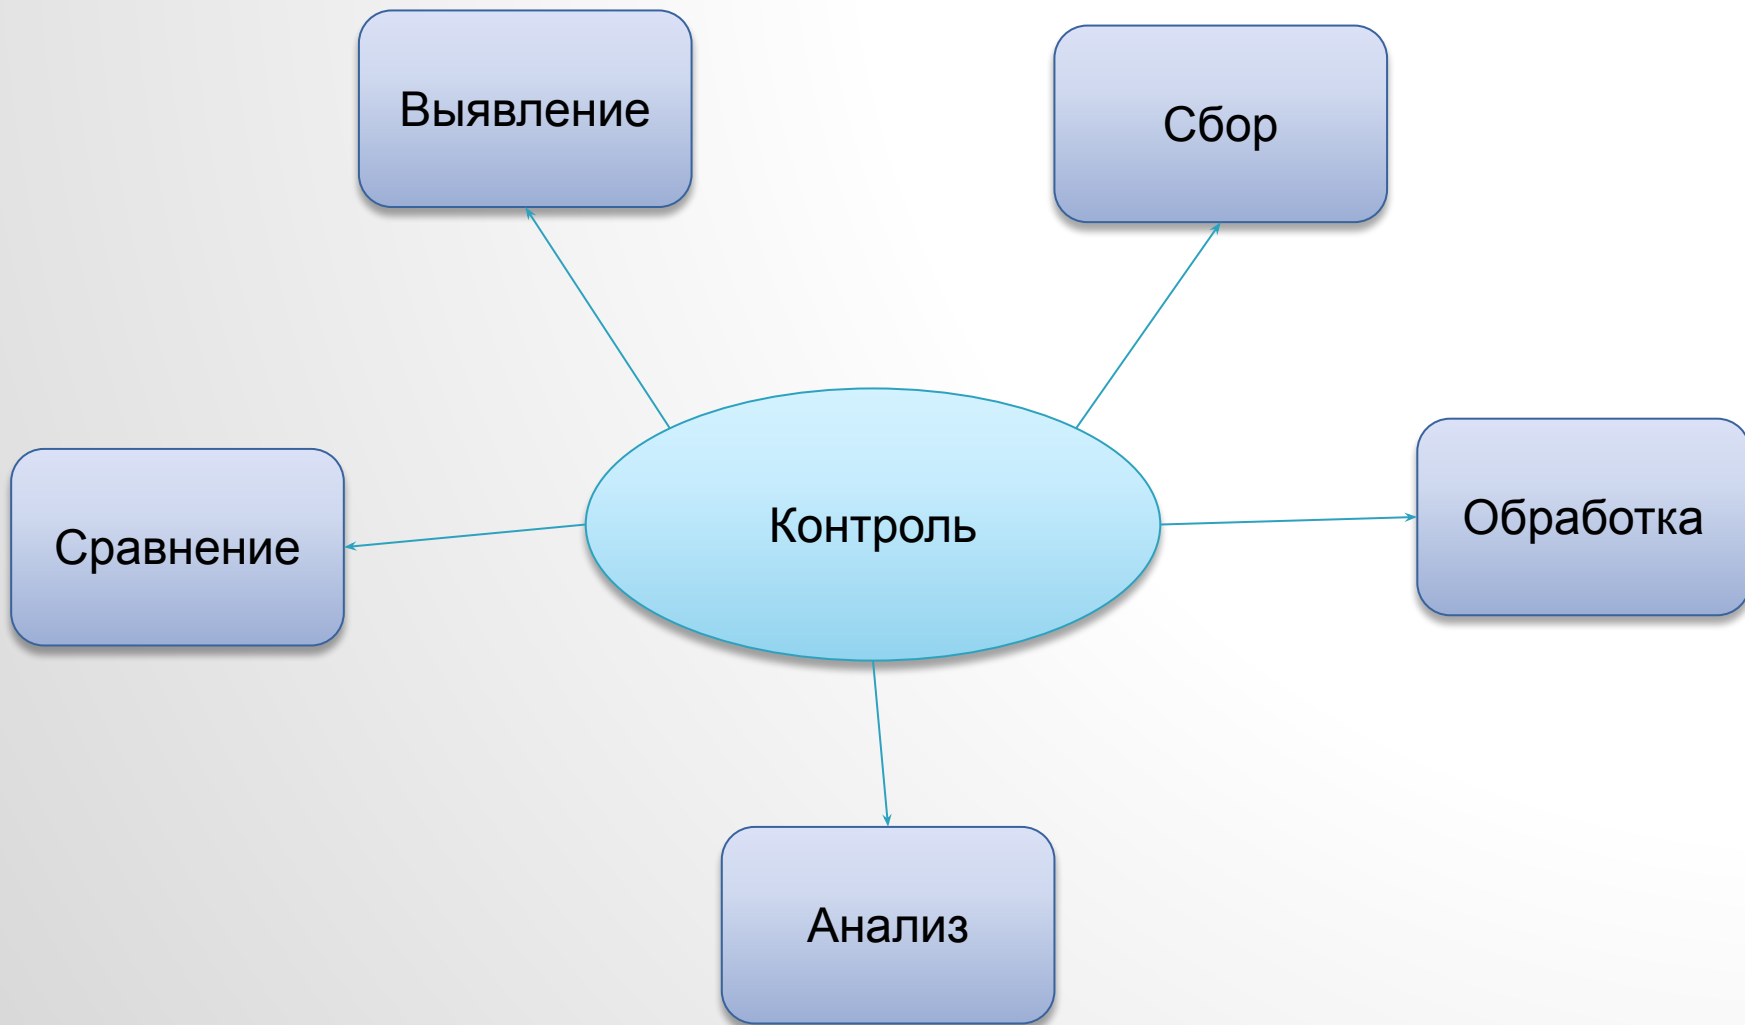 Выявление
Сбор
Обработка
Контроль
Сравнение
Анализ